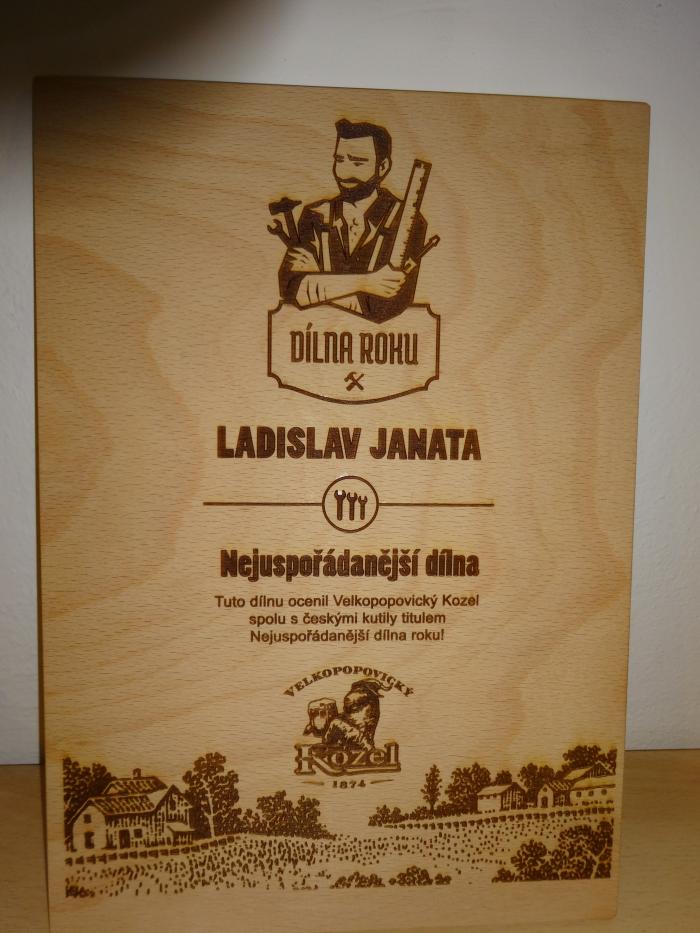 DÍLNA ROKU
LADISLAV JANATA
Nejuspořádanější dílna
Tuto dílnu ocenil Velkopopovický Kozel
spolu s českými kutily titulem
Nejuspořádanější dílna roku!
VELKOPOPOVICKÝ
Kozel
1874